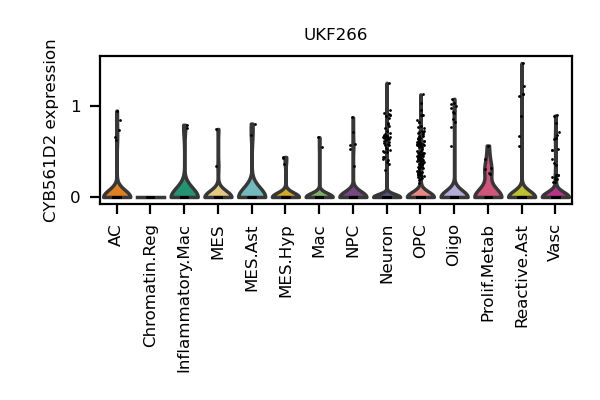 UKF266
CYB561D2 expression
1
0
AC
Chromatin.Reg
Inflammatory.Mac
MES
MES.Ast
MES.Hyp
Mac
NPC
Neuron
OPC
Oligo
Prolif.Metab
Reactive.Ast
Vasc